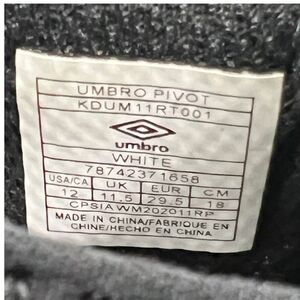 UMBRO PIVOT
KDUM11RT001
umbro
WHITE
78742371658
USA/CA UK EUR CM
12 11.5 29.5 18
CPSIAWM202011RP
MADE IN CHINA/FABRIQUE EN
CHINE/HECHO EN CHINA